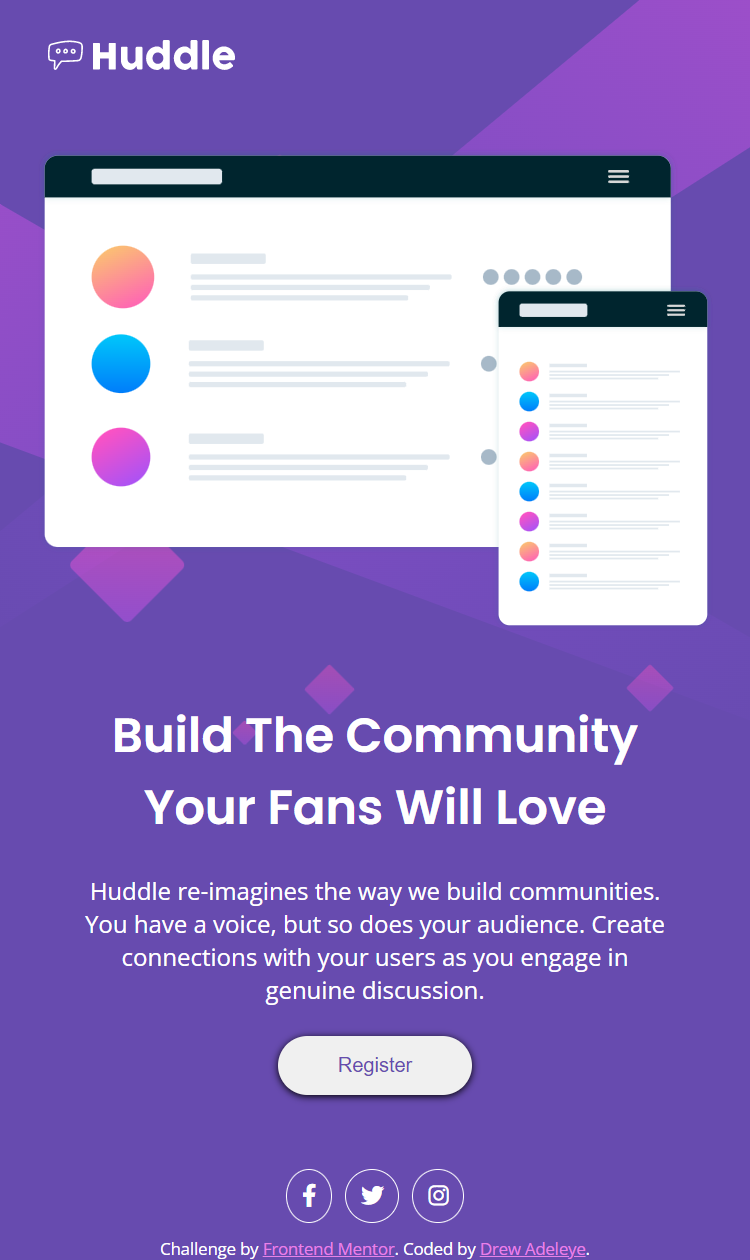 Huddle
Build The Community
Your Fans Will Love
Huddle re-imagines the way we build communities.
You have a voice, but so does your audience. Create
connections with your users as you engage in
genuine discussion.
Register
Challenge by Frontend Mentor. Coded by Drew Adeleye.